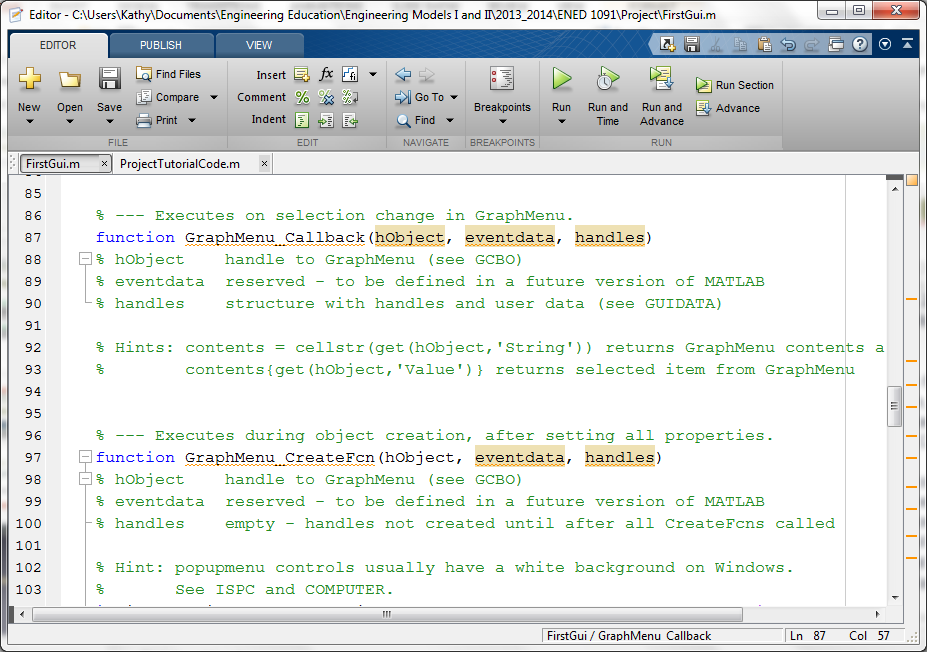 Editor - C:\Users\Kathy\Documents\Engineering Education\Engineering Models I and II\2013_2014\ENED 1091\Project\FirstGui.m
EDITOR PUBLISH VIEW
Find Files Insert fx
New Open Save Compare Comment Go To Breakpoints Run Run and Time Run and Advance Run Section
Print Indent Find Advance
FILE EDIT NAVIGATE BREAKPOINTS RUN
FirstGui.m × ProjectTutorialCode.m ×
85
86 % --- Executes on selection change in GraphMenu.
87 function GraphMenu_Callback(hObject, eventdata, handles)
88 % hObject    handle to GraphMenu (see GCBO)
89 % eventdata  reserved - to be defined in a future version of MATLAB
90 % handles    structure with handles and user data (see GUIDATA)
91
92 % Hints: contents = cellstr(get(hObject,'String')) returns GraphMenu contents a
93 %        contents{get(hObject,'Value')} returns selected item from GraphMenu
94
95
96 % --- Executes during object creation, after setting all properties.
97 function GraphMenu_CreateFcn(hObject, eventdata, handles)
98 % hObject    handle to GraphMenu (see GCBO)
99 % eventdata  reserved - to be defined in a future version of MATLAB
100 % handles    empty - handles not created until after all CreateFcns called
101
102 % Hint: popupmenu controls usually have a white background on Windows.
103 %       See ISPC and COMPUTER.
FirstGui / GraphMenu_Callback Ln 87 Col 57